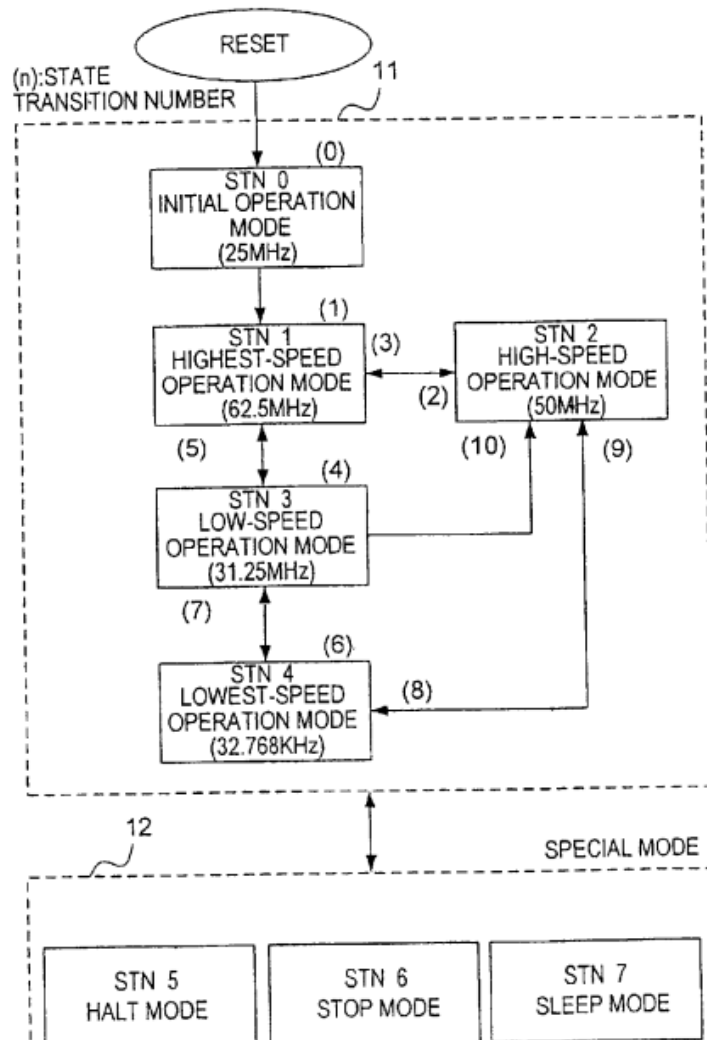 RESET
(n):STATE
TRANSITION NUMBER
11
(0)
STN 0
INITIAL OPERATION
MODE
(25MHz)
(1)
STN 1
HIGHEST-SPEED
OPERATION MODE
(62.5MHz)
(3)
(2)
STN 2
HIGH-SPEED
OPERATION MODE
(50MHz)
(5)
(10)
(9)
(4)
STN 3
LOW-SPEED
OPERATION MODE
(31.25MHz)
(7)
(6)
STN 4
LOWEST-SPEED
OPERATION MODE
(32.768KHz)
(8)
12
SPECIAL MODE
STN 5
HALT MODE
STN 6
STOP MODE
STN 7
SLEEP MODE